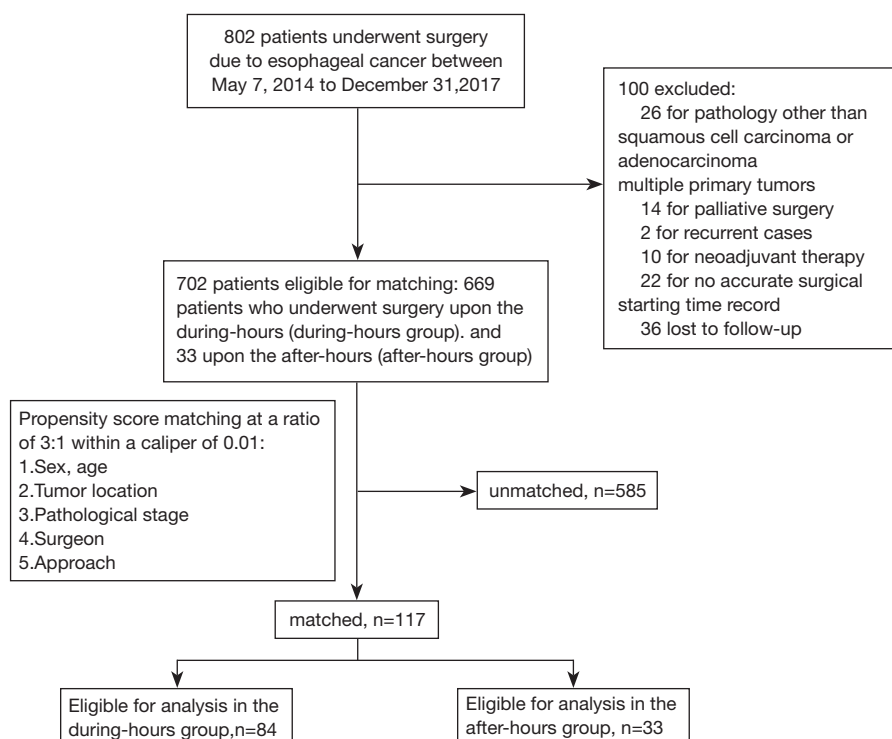 802 patients underwent surgery
due to esophageal cancer between
May 7, 2014 to December 31,2017
100 excluded:
26 for pathology other than
squamous cell carcinoma or
adenocarcinoma
multiple primary tumors
14 for palliative surgery
2 for recurrent cases
10 for neoadjuvant therapy
22 for no accurate surgical
starting time record
36 lost to follow-up
702 patients eligible for matching: 669
patients who underwent surgery upon the
during-hours (during-hours group). and
33 upon the after-hours (after-hours group)
Propensity score matching at a ratio
of 3:1 within a caliper of 0.01:
1.Sex, age
2.Tumor location
3.Pathological stage
4.Surgeon
5.Approach
unmatched, n=585
matched, n=117
Eligible for analysis in the
during-hours group,n=84
Eligible for analysis in the
after-hours group, n=33